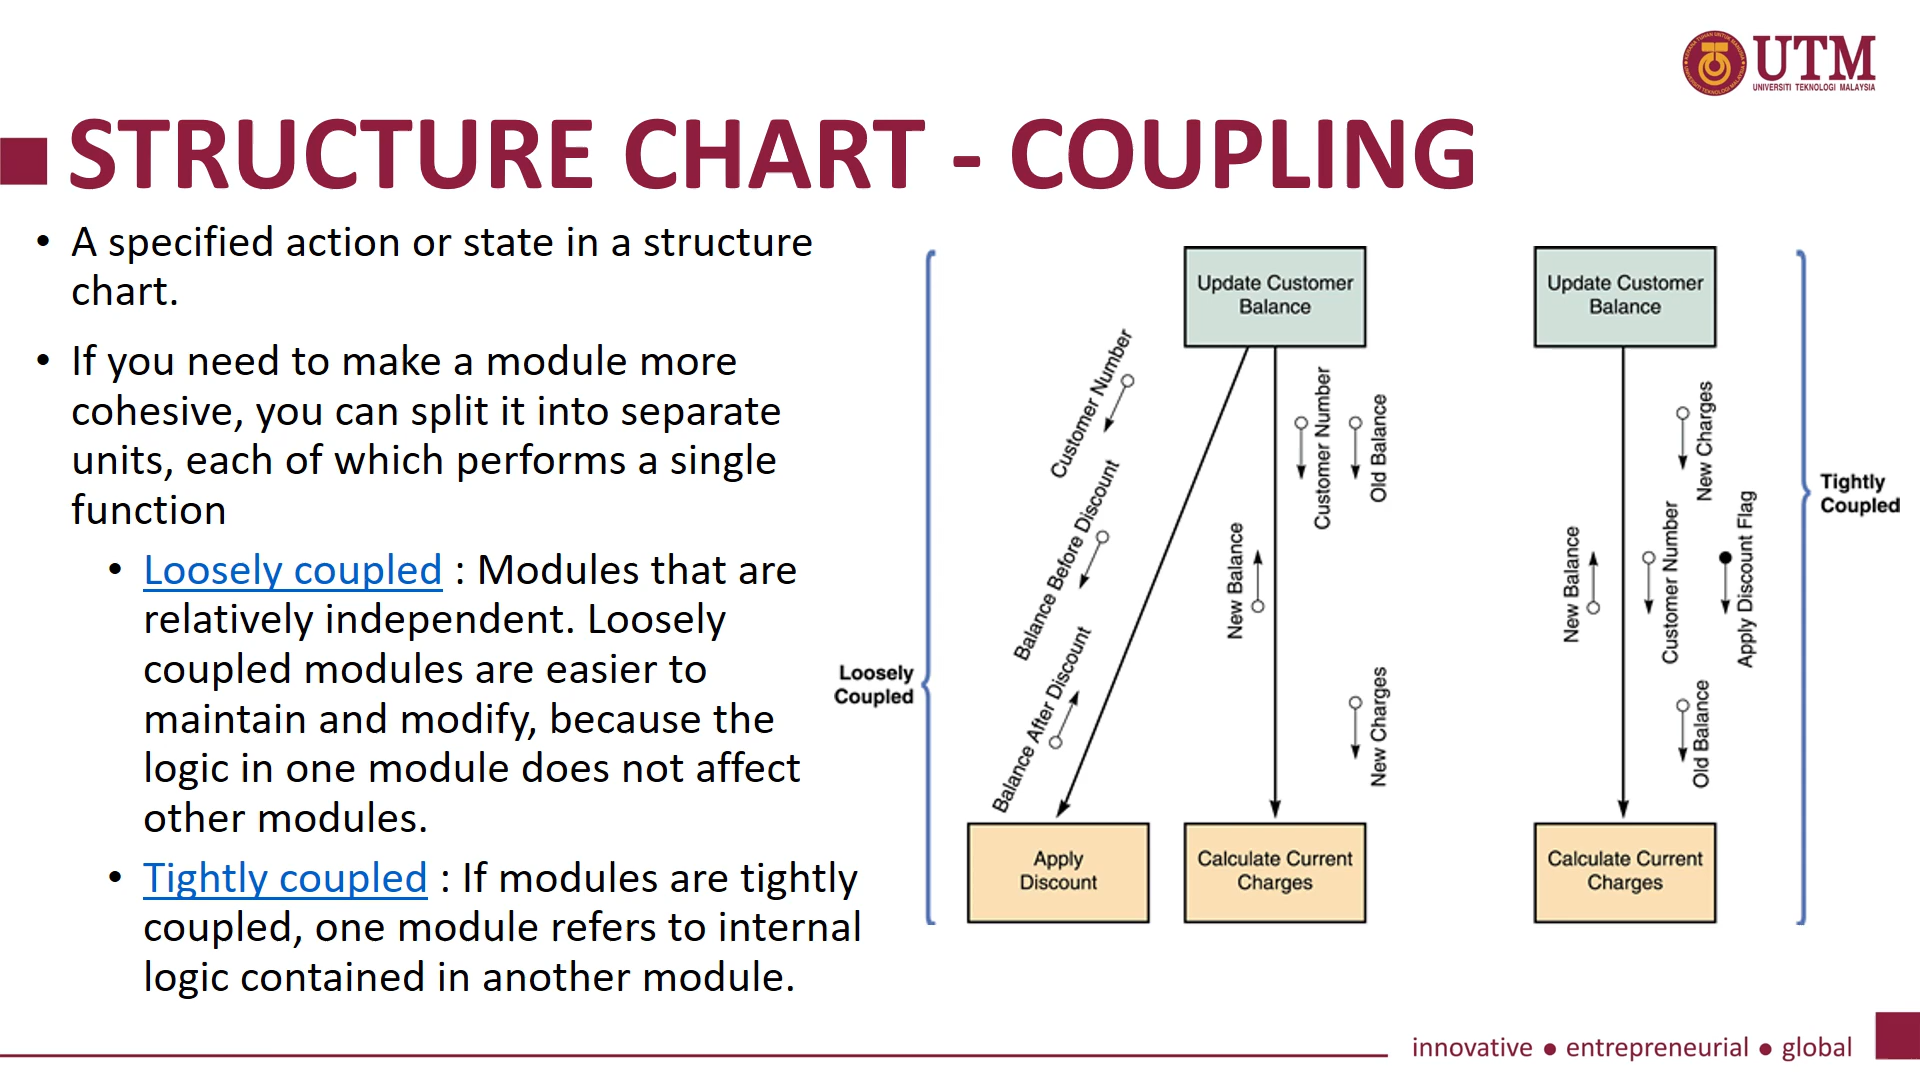 UTM
UNIVERSITI TEKNOLOGI MALAYSIA
STRUCTURE CHART - COUPLING
• A specified action or state in a structure
chart.
• If you need to make a module more
cohesive, you can split it into separate
units, each of which performs a single
function
• Loosely coupled : Modules that are
relatively independent. Loosely
coupled modules are easier to
maintain and modify, because the
logic in one module does not affect
other modules.
• Tightly coupled : If modules are tightly
coupled, one module refers to internal
logic contained in another module.
Loosely
Coupled
Update Customer
Balance
Customer Number
Balance Before Discount
Balance After Discount
New Balance
Customer Number
Old Balance
New Charges
Apply
Discount
Calculate Current
Charges
Update Customer
Balance
New Balance
New Charges
Customer Number
Apply Discount Flag
Old Balance
Calculate Current
Charges
Tightly
Coupled
innovative ● entrepreneurial ● global